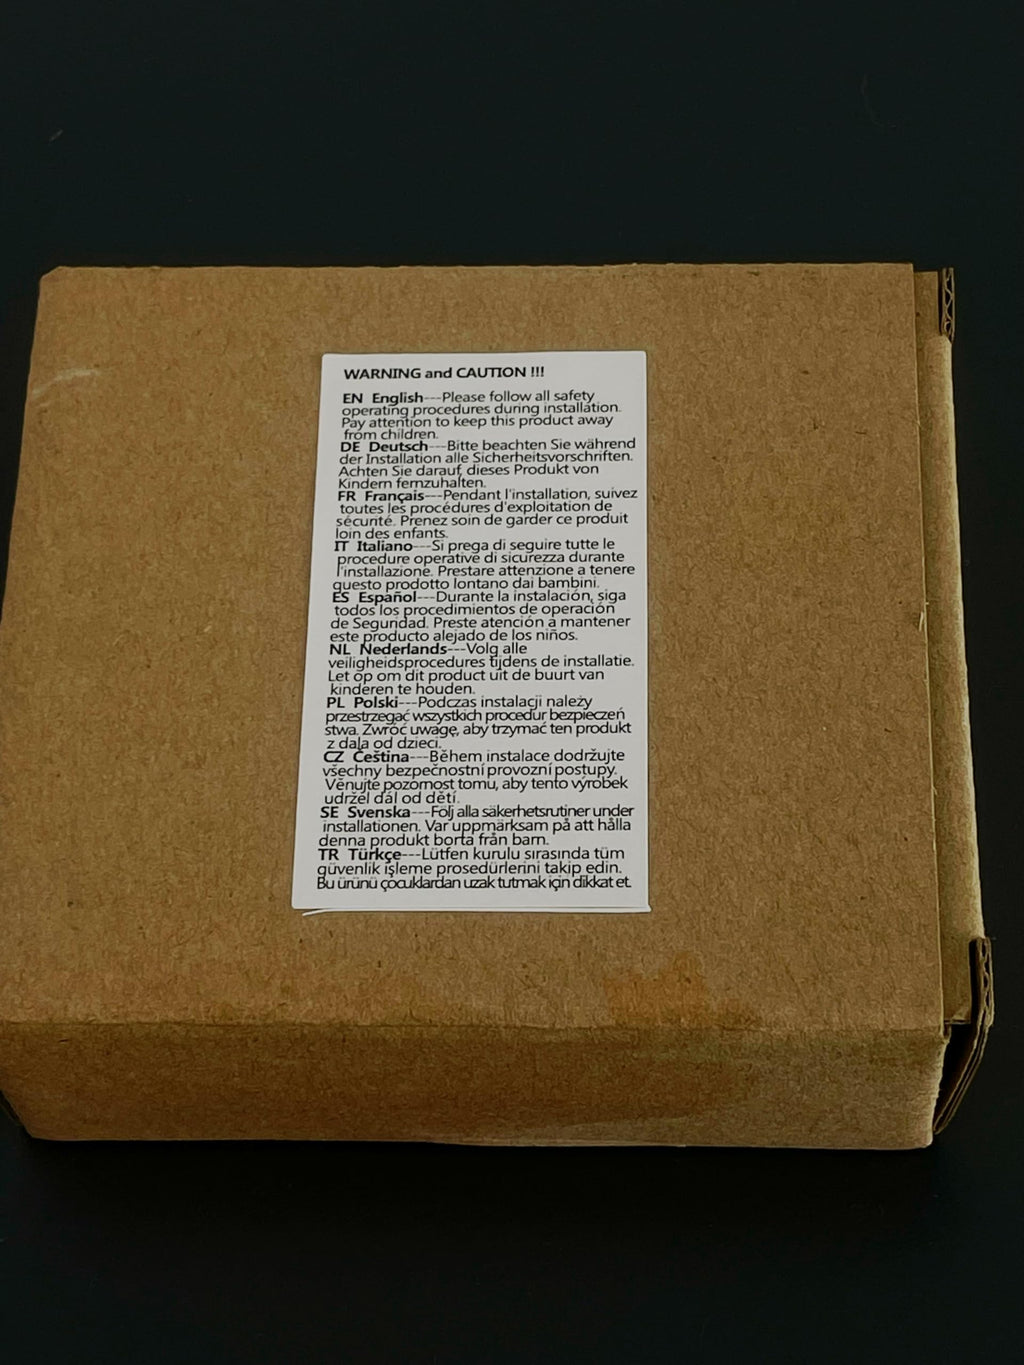 WARNING and CAUTION !!!
EN English---Please follow all safety
operating procedures during installation.
Pay attention to keep this product away
from children.
DE Deutsch---Bitte beachten Sie während
der Installation alle Sicherheitsvorschriften.
Achten Sie darauf, dieses Produkt von
Kindern fernzuhalten.
FR Français---Pendant l'installation, suivez
toutes les procédures d'exploitation de
sécurité. Prenez soin de garder ce produit
loin des enfants.
IT Italiano---Si prega di seguire tutte le
procedure operative di sicurezza durante
l'installazione. Prestare attenzione a tenere
questo prodotto lontano dai bambini.
ES Español---Durante la instalación, siga
todos los procedimientos de operación
de Seguridad. Preste atención a mantener
este producto alejado de los niños.
NL Nederlands---Volg alle
veiligheidsprocedures tijdens de installatie.
Let op om dit product uit de buurt van
kinderen te houden.
PL Polski---Podczas instalacji należy
przestrzegać wszystkich procedur bezpieczeń
stwa. Zwróć uwagę, aby trzymać ten produkt
z dala od dzieci.
CZ Čeština---Během instalace dodržujte
všechny bezpečnostní provozní postupy.
Věnujte pozornost tomu, aby tento výrobek
udržel dál od dětí.
SE Svenska---Följ alla säkerhetsrutiner under
installationen. Var uppmärksam på att hålla
denna produkt borta från barn.
TR Türkçe---Lütfen kurulu sırasında tüm
güvenlik işleme prosedürlerini takip edin.
Bu ürünü çocuklardan uzak tutmak için dikkat et.